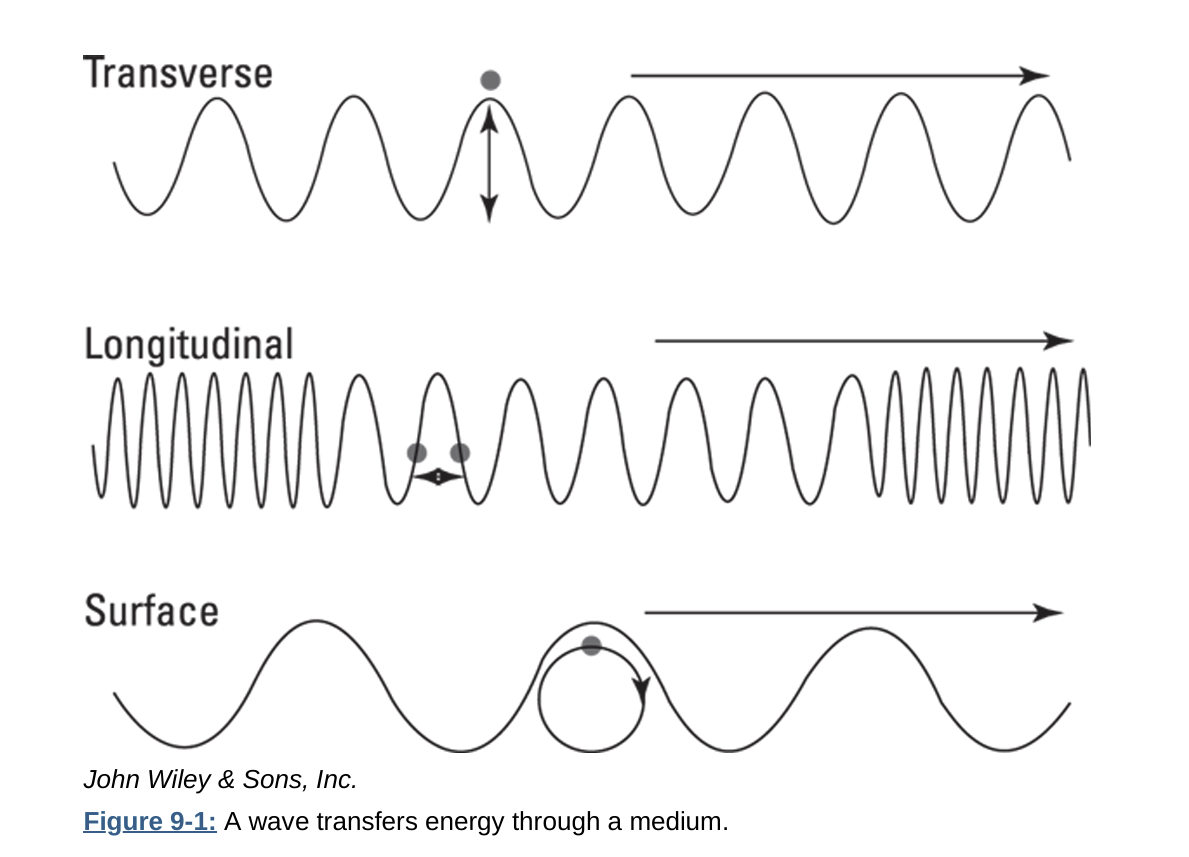 Transverse
Longitudinal
Surface
John Wiley & Sons, Inc.
Figure 9-1: A wave transfers energy through a medium.